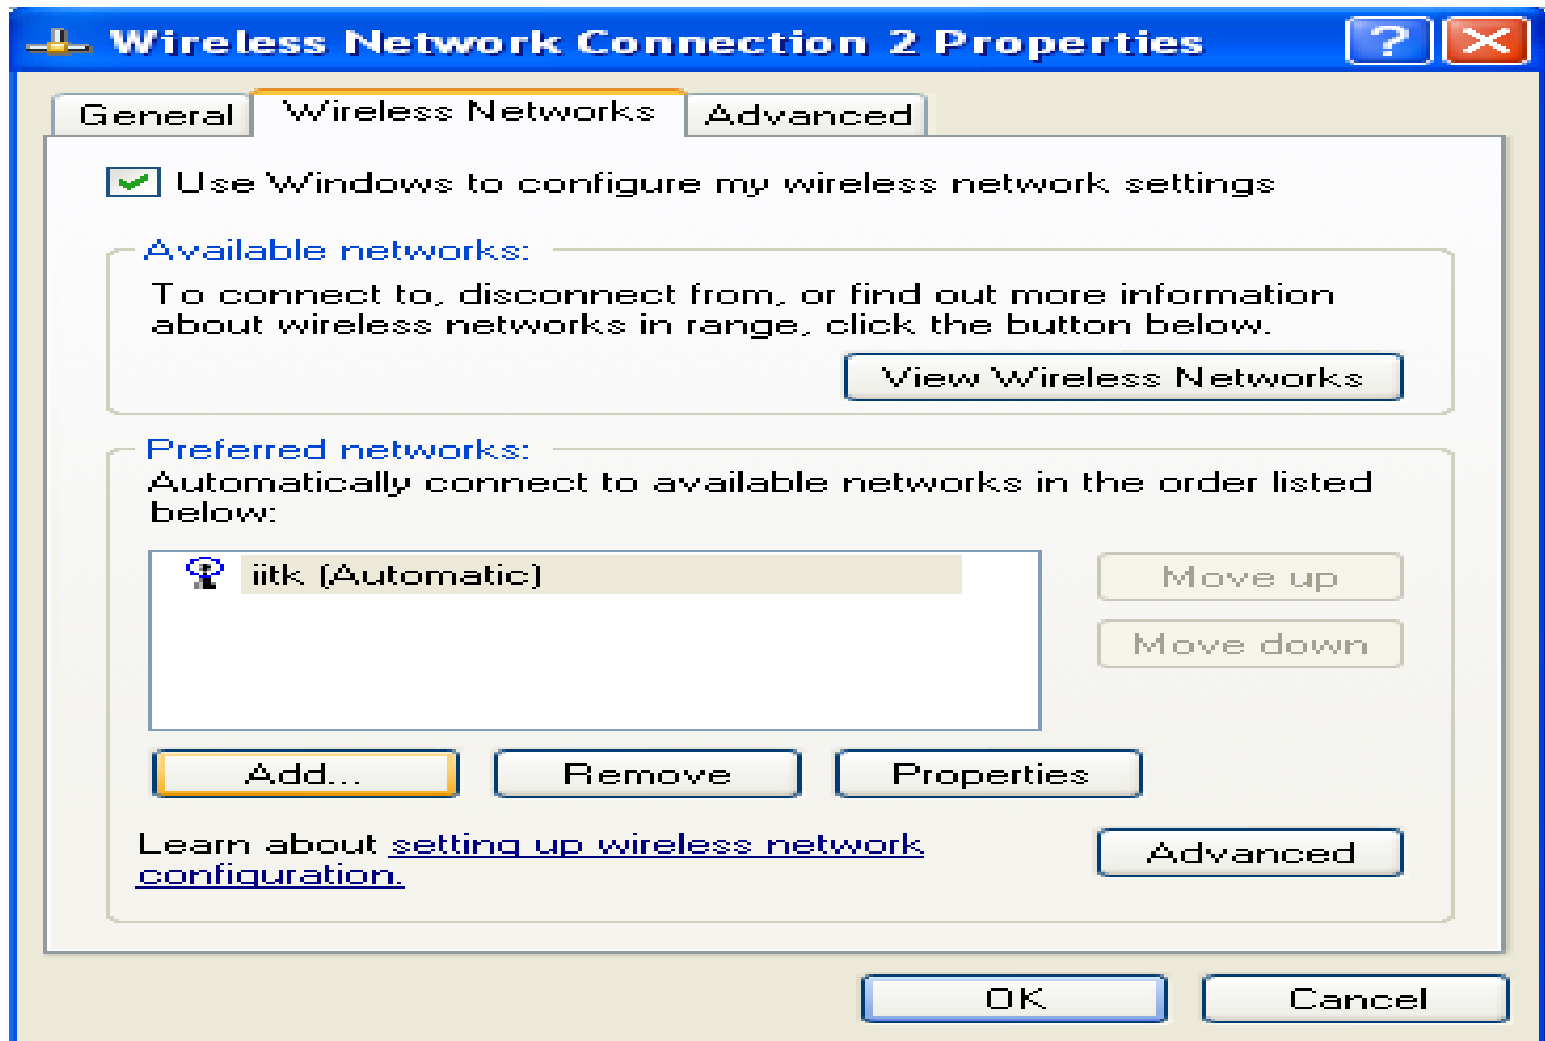 Wireless Network Connection 2 Properties
General
Wireless Networks
Advanced
Use Windows to configure my wireless network settings
Available networks:
To connect to, disconnect from, or find out more information
about wireless networks in range, click the button below.
View Wireless Networks
Preferred networks:
Automatically connect to available networks in the order listed
below:
iitk (Automatic)
Move up
Move down
Add...
Remove
Properties
Learn about setting up wireless network
configuration.
Advanced
OK
Cancel